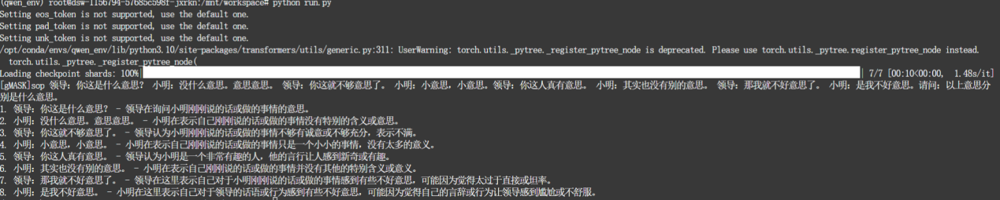 (qwen_env) root@dsw-1156794-57685c598f-jxrkn:/mnt/workspace# python run.py
Setting eos_token is not supported, use the default one.
Setting pad_token is not supported, use the default one.
Setting unk_token is not supported, use the default one.
/opt/conda/envs/qwen_env/lib/python3.10/site-packages/transformers/utils/generic.py:311: UserWarning: torch.utils._pytree._register_pytree_node is deprecated. Please use torch.utils._pytree.register_pytree_node instead.
torch.utils._pytree._register_pytree_node(
Loading checkpoint shards: 100%| | 7/7 [00:10<00:00, 1.48s/it]
[gMASK]sop 领导：你这是什么意思？ 小明：没什么意思。意思意思。 领导：你这就不够意思了。 小明：小意思，小意思。领导：你这人真有意思。 小明：其实也没有别的意思。 领导：那我就不好意思了。 小明：是我不好意思。请问：以上意思分
别是什么意思。
1. 领导：你这是什么意思？ - 领导在询问小明刚刚说的话或做的事情的意思。
2. 小明：没什么意思。意思意思。 - 小明在表示自己刚刚说的话或做的事情没有特别的含义或意思。
3. 领导：你这就不够意思了。 - 领导认为小明刚刚说的话或做的事情不够有诚意或不够充分，表示不满。
4. 小明：小意思，小意思。 - 小明在表示自己刚刚说的话或做的事情只是一个小小的事情，没有太多的意义。
5. 领导：你这人真有意思。 - 领导认为小明是一个非常有趣的人，他的言行让人感到新奇或有趣。
6. 小明：其实也没有别的意思。 - 小明在表示自己刚刚说的话或做的事情并没有其他的特别含义或意义。
7. 领导：那我就不好意思了。 - 领导在这里表示自己对于小明刚刚说的话或做的事情感到有些不好意思，可能因为觉得太过于直接或坦率。
8. 小明：是我不好意思。 - 小明在这里表示自己对于领导的话语或行为感到有些不好意思，可能因为觉得自己的言辞或行为让领导感到尴尬或不舒服。